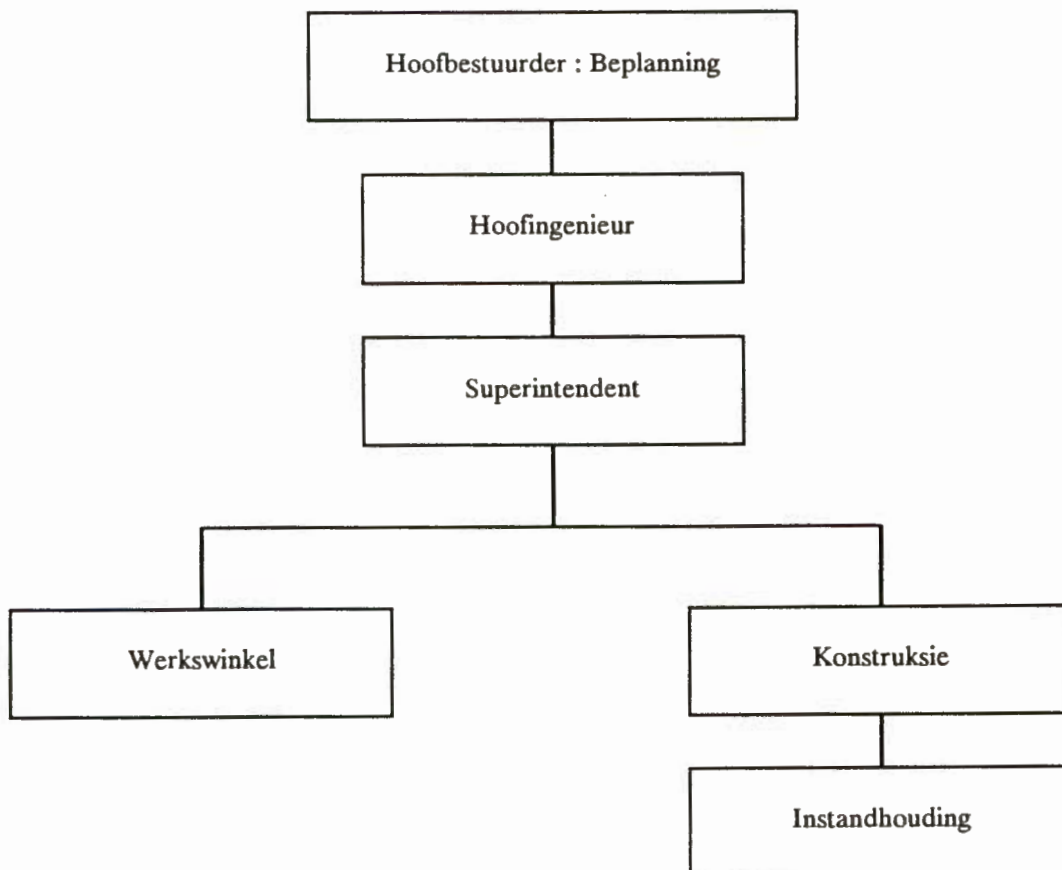 Hoofbestuurder : Beplanning
Hoofingenieur
Superintendent
Werkswinkel
Konstruksie
Instandhouding